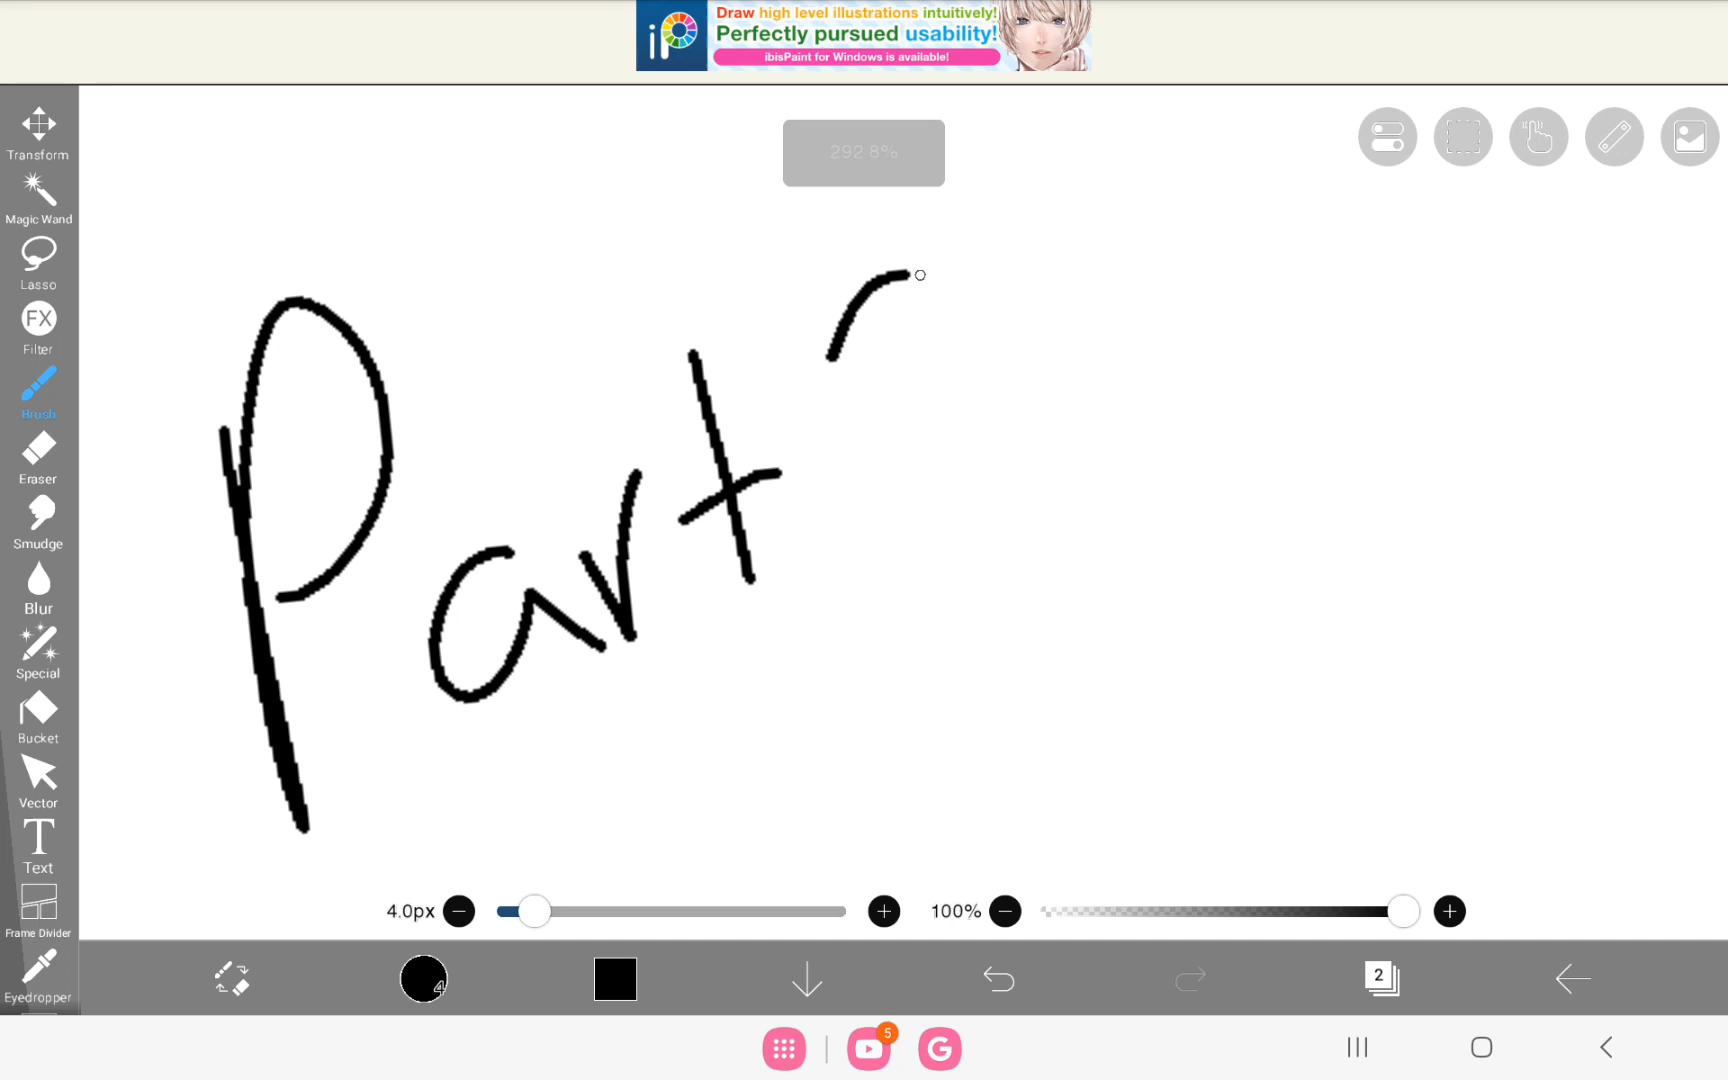 Draw high level illustrations intuitively!
iP Perfectly pursued usability!
ibisPaint for Windows is available!
292.8%
Transform
Magic Wand
Lasso
FX
Filter
Brush
Eraser
Smudge
Blur
Special
Bucket
Vector
T
Text
Frame Divider
Eyedropper
Part
4.0px
100%
4
2
5
G